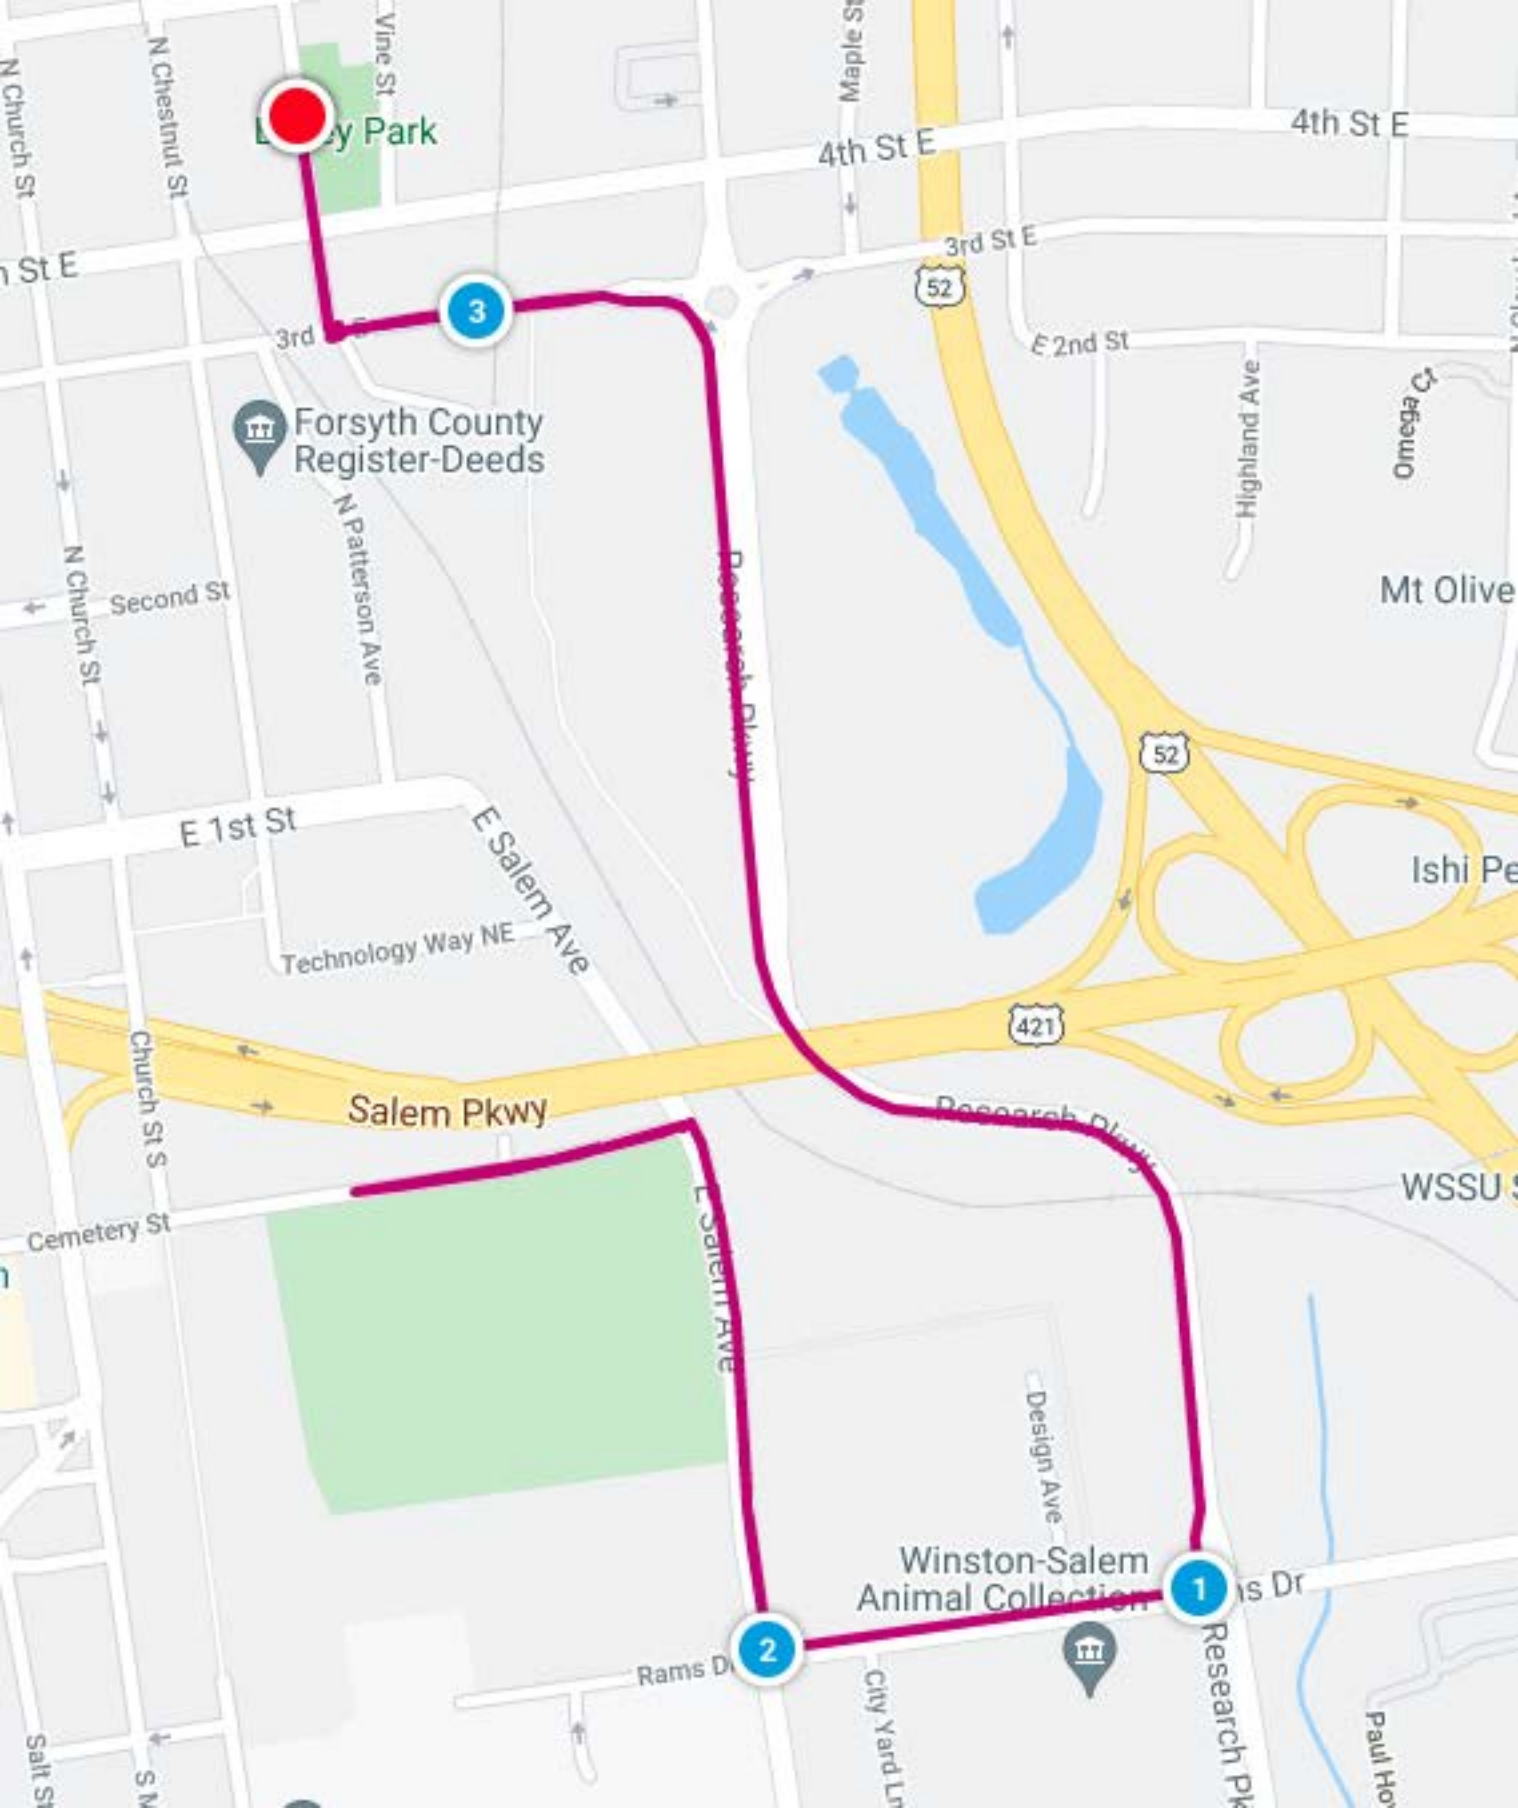 N Church St
N Chestnut St
Vine St
Park
Maple St
4th St E
4th St E
St E
3rd
3
3rd St E
52
E 2nd St
Highland Ave
Omega Ct
Forsyth County
Register-Deeds
N Patterson Ave
N Church St
Second St
Research Pkwy
Mt Olive
52
E 1st St
E Salem Ave
Technology Way NE
Ishi Pe
421
Church St S
Salem Pkwy
Research Pkwy
WSSU
Cemetery St
E Salem Ave
Design Ave
Winston-Salem
Animal Collection
1
Dr
2
Rams
City Yard Ln
Research
Paul
Salt St
S